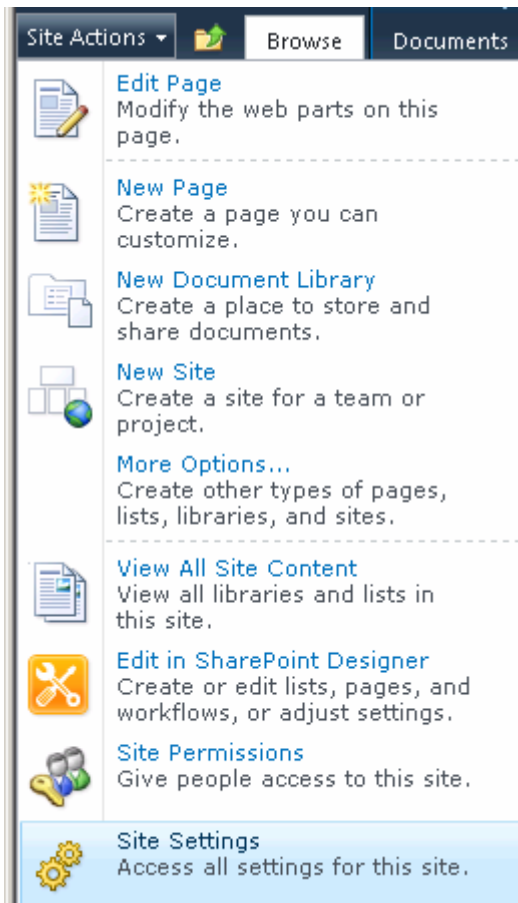 Site Actions Browse Documents
Edit Page
Modify the web parts on this
page.
New Page
Create a page you can
customize.
New Document Library
Create a place to store and
share documents.
New Site
Create a site for a team or
project.
More Options...
Create other types of pages,
lists, libraries, and sites.
View All Site Content
View all libraries and lists in
this site.
Edit in SharePoint Designer
Create or edit lists, pages, and
workflows, or adjust settings.
Site Permissions
Give people access to this site.
Site Settings
Access all settings for this site.